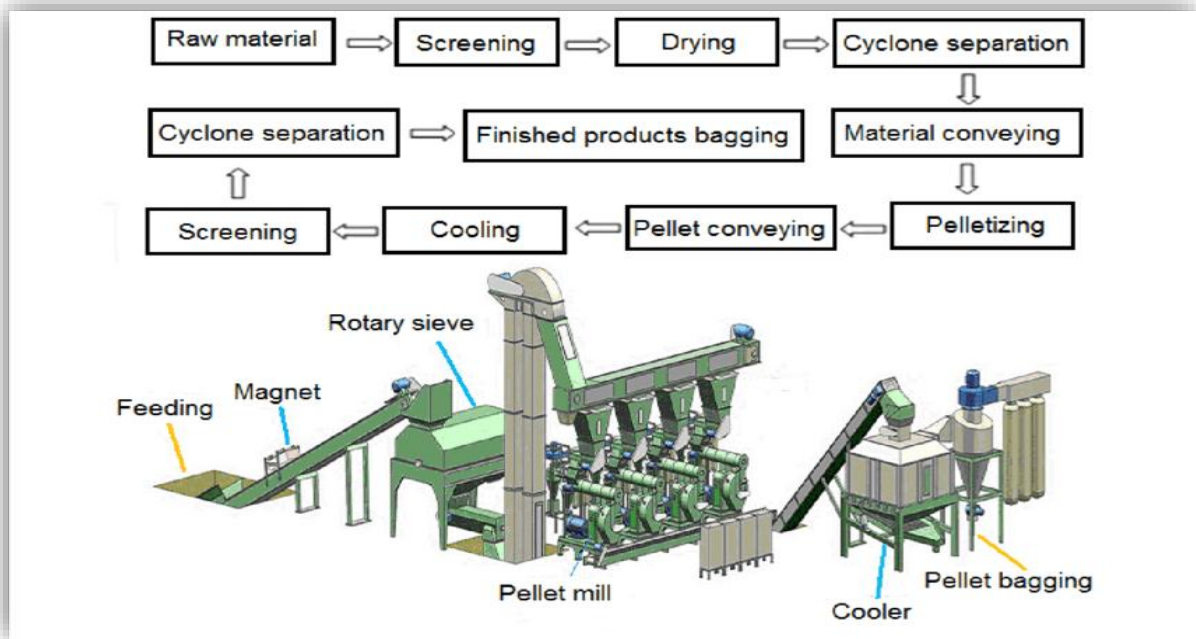 Raw material
Screening
Drying
Cyclone separation
Cyclone separation
Finished products bagging
Material conveying
Screening
Cooling
Pellet conveying
Pelletizing
Rotary sieve
Magnet
Feeding
Pellet mill
Pellet bagging
Cooler